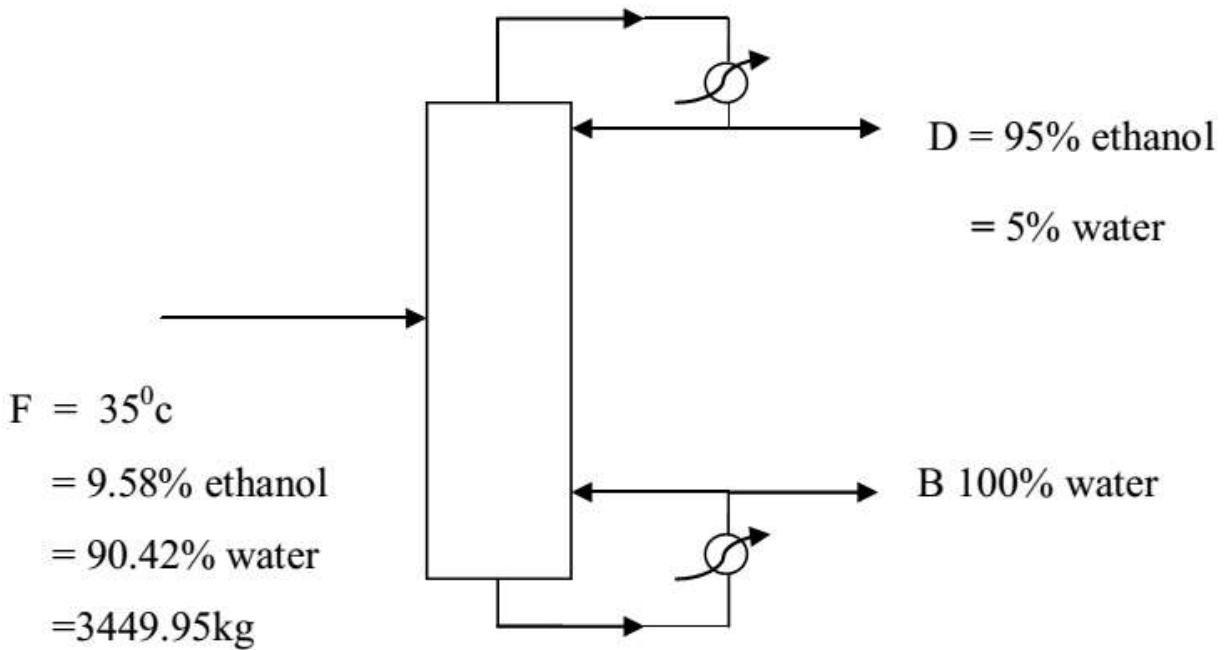 D = 95% ethanol
= 5% water
F = 35⁰c
= 9.58% ethanol
= 90.42% water
=3449.95kg
B 100% water